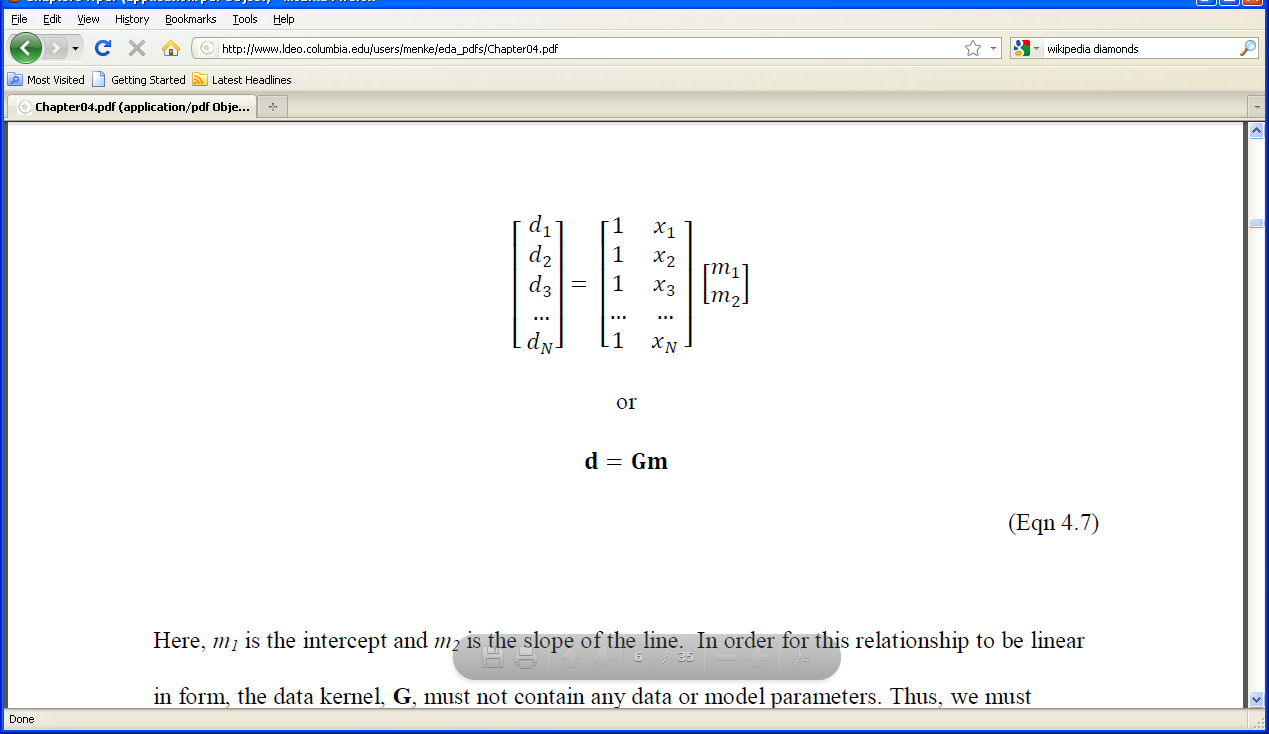 File Edit View History Bookmarks Tools Help
http://www.ldeo.columbia.edu/users/menke/eda_pdfs/Chapter04.pdf
wikipedia diamonds
Most Visited Getting Started Latest Headlines
Chapter04.pdf (application/pdf Obje...
d₁ 1 x₁
d₂ 1 x₂ m₁
d₃ = 1 x₃ m₂
... ... ...
d_N 1 x_N
or
d = Gm
(Eqn 4.7)
Here, m₁ is the intercept and m₂ is the slope of the line. In order for this relationship to be linear
6 / 35
in form, the data kernel, G, must not contain any data or model parameters. Thus, we must
Done